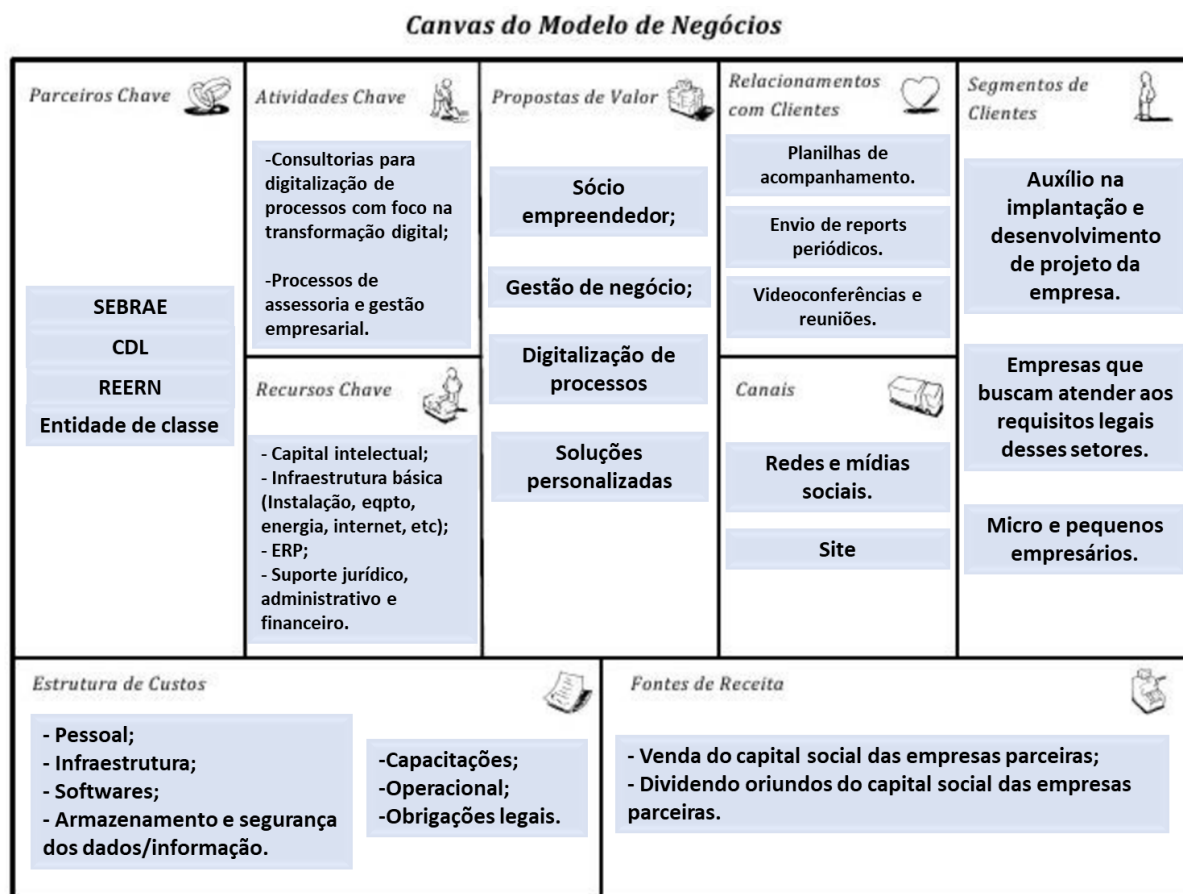 Canvas do Modelo de Negócios
Parceiros Chave
SEBRAE
CDL
REERN
Entidade de classe
Atividades Chave
-Consultorias para
digitalização de
processos com foco na
transformação digital;
-Processos de
assessoria e gestão
empresarial.
Recursos Chave
- Capital intelectual;
- Infraestrutura básica
(Instalação, eqpto,
energia, internet, etc);
- ERP;
- Suporte jurídico,
administrativo e
financeiro.
Propostas de Valor
Sócio
empreendedor;
Gestão de negócio;
Digitalização de
processos
Soluções
personalizadas
Relacionamentos
com Clientes
Planilhas de
acompanhamento.
Envio de reports
periódicos.
Videoconferências e
reuniões.
Canais
Redes e mídias
sociais.
Site
Segmentos de
Clientes
Auxílio na
implantação e
desenvolvimento
de projeto da
empresa.
Empresas que
buscam atender aos
requisitos legais
desses setores.
Micro e pequenos
empresários.
Estrutura de Custos
- Pessoal;
- Infraestrutura;
- Softwares;
- Armazenamento e segurança
dos dados/informação.
-Capacitações;
-Operacional;
-Obrigações legais.
Fontes de Receita
- Venda do capital social das empresas parceiras;
- Dividendo oriundos do capital social das empresas
parceiras.